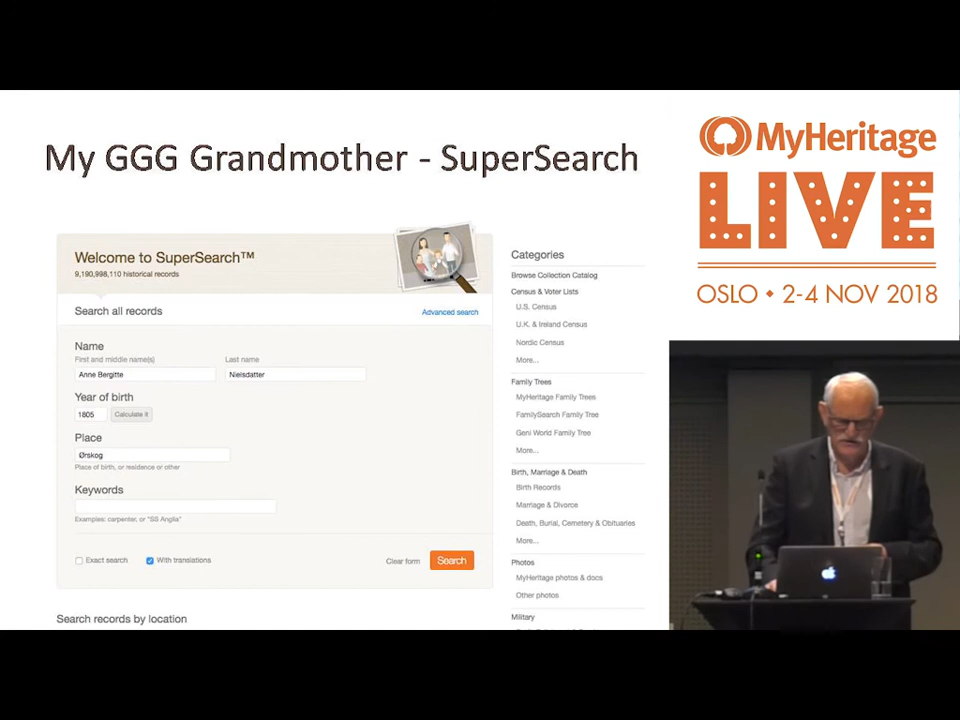 My GGG Grandmother - SuperSearch
Welcome to SuperSearch™
9,190,998,110 historical records
Search all records
Advanced search
Name
First and middle name(s)
Last name
Anne Bergitte
Nielsdatter
Year of birth
1805
Calculate it
Place
Ørskog
Place of birth, or residence or other
Keywords
Examples: carpenter, or "SS Anglia"
Exact search
With translations
Clear form
Search
Search records by location
Categories
Browse Collection Catalog
Census & Voter Lists
U.S. Census
U.K. & Ireland Census
Nordic Census
More...
Family Trees
MyHeritage Family Trees
FamilySearch Family Tree
Geni World Family Tree
More...
Birth, Marriage & Death
Birth Records
Marriage & Divorce
Death, Burial, Cemetery & Obituaries
More...
Photos
MyHeritage photos & docs
Other photos
Military
MyHeritage
LIVE
OSLO • 2-4 NOV 2018